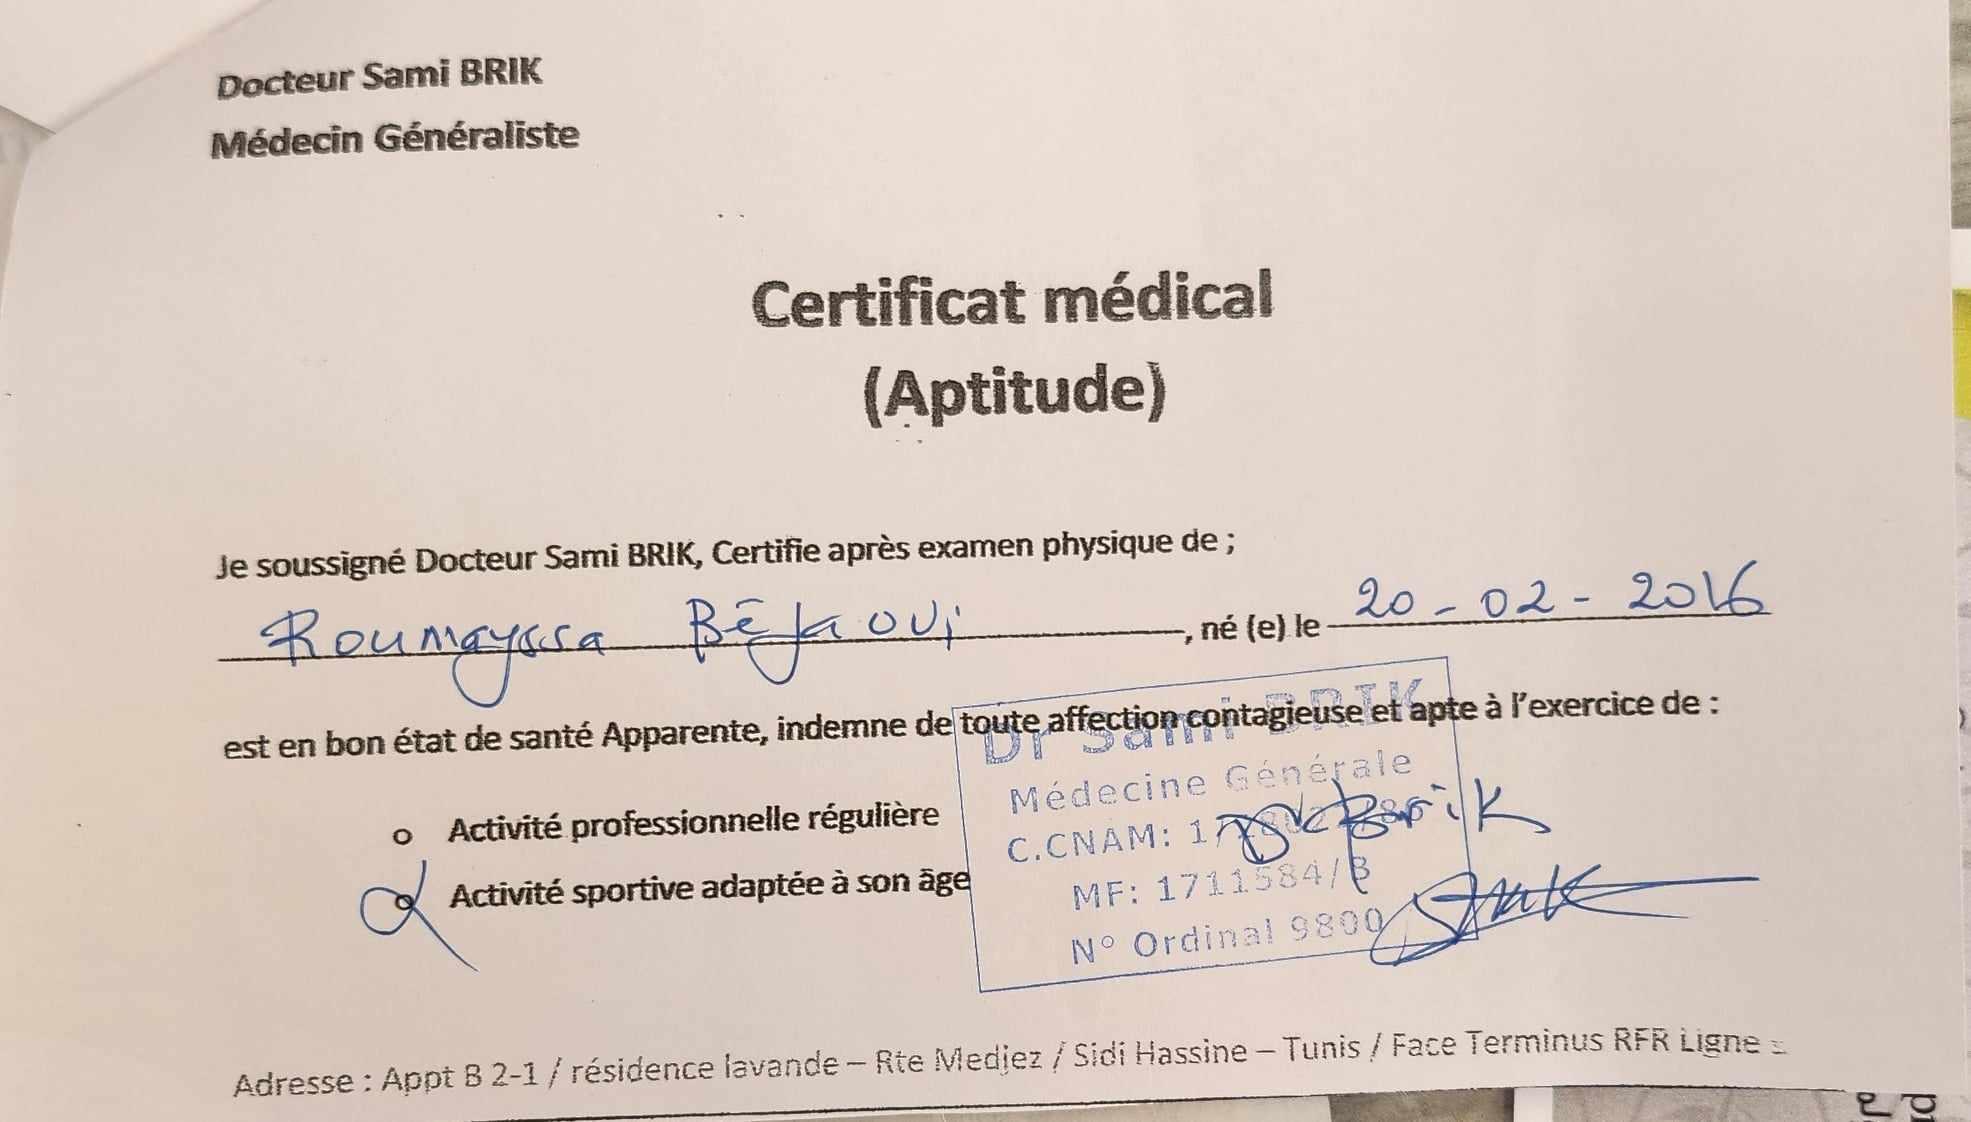 Docteur Sami BRIK
Médecin Généraliste
Certificat médical
(Aptitude)
Je soussigné Docteur Sami BRIK, Certifie après examen physique de ;
Roumayssa Béjaoui, né (e) le 20-02-2016
est en bon état de santé Apparente, indemne de toute affection contagieuse et apte à l'exercice de :
o Activité professionnelle régulière
o Activité sportive adaptée à son âge
Dr Sami BRIK
Médecine Générale
C.CNAM:
Dr Brik
MF: 1711584/
N° Ordinal 9800
Adresse : Appt B 2-1 / résidence lavande – Rte Medjez / Sidi Hassine – Tunis / Face Terminus RFR Ligne